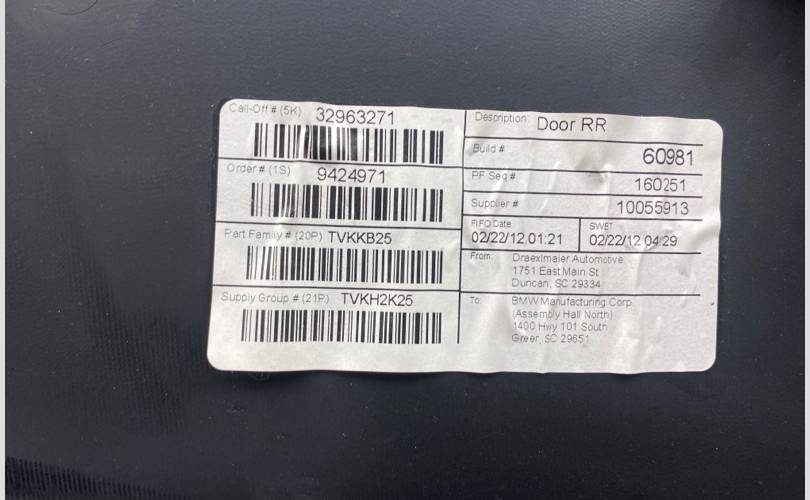 Call-Off # (5K) 32963271
Order # (1S) 9424971
Part Family # (20P) TVKKB25
Supply Group # (21P) TVKH2K25
Description: Door RR
Build # 60981
PF Seq # 160251
Supplier # 10055913
FIFO Date SWET
02/22/12 01:21 02/22/12 04:29
From: Draexlmaier Automotive
1751 East Main St
Duncan, SC 29334
To: BMW Manufacturing Corp.
(Assembly Hall North)
1400 Hwy 101 South
Greer, SC 29651